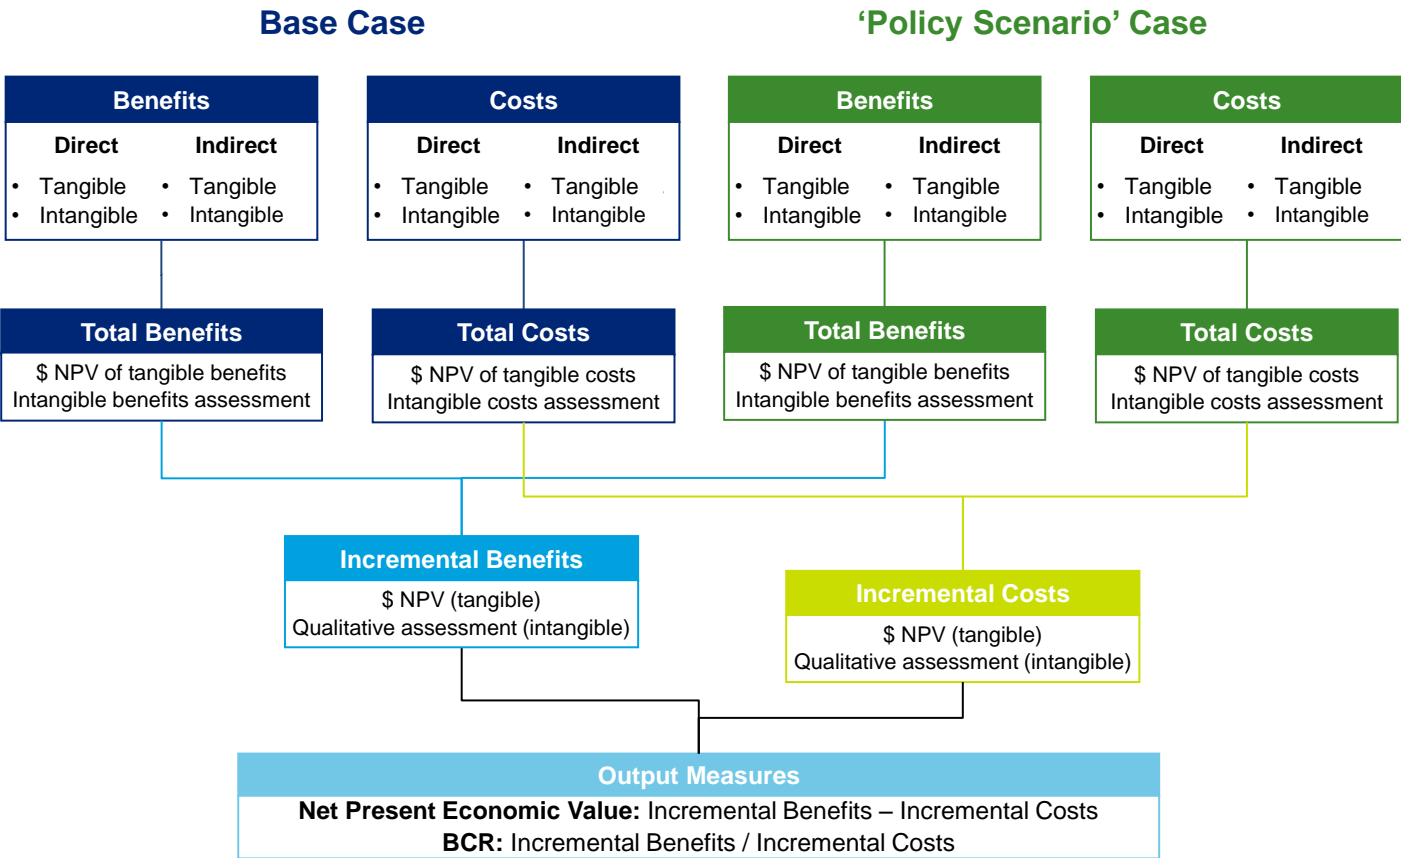 Base Case
‘Policy Scenario’ Case
Benefits
Direct Indirect
• Tangible • Tangible
• Intangible • Intangible
Costs
Direct Indirect
• Tangible • Tangible
• Intangible • Intangible
Benefits
Direct Indirect
• Tangible • Tangible
• Intangible • Intangible
Costs
Direct Indirect
• Tangible • Tangible
• Intangible • Intangible
Total Benefits
$ NPV of tangible benefits
Intangible benefits assessment
Total Costs
$ NPV of tangible costs
Intangible costs assessment
Total Benefits
$ NPV of tangible benefits
Intangible benefits assessment
Total Costs
$ NPV of tangible costs
Intangible costs assessment
Incremental Benefits
$ NPV (tangible)
Qualitative assessment (intangible)
Incremental Costs
$ NPV (tangible)
Qualitative assessment (intangible)
Output Measures
Net Present Economic Value: Incremental Benefits – Incremental Costs
BCR: Incremental Benefits / Incremental Costs